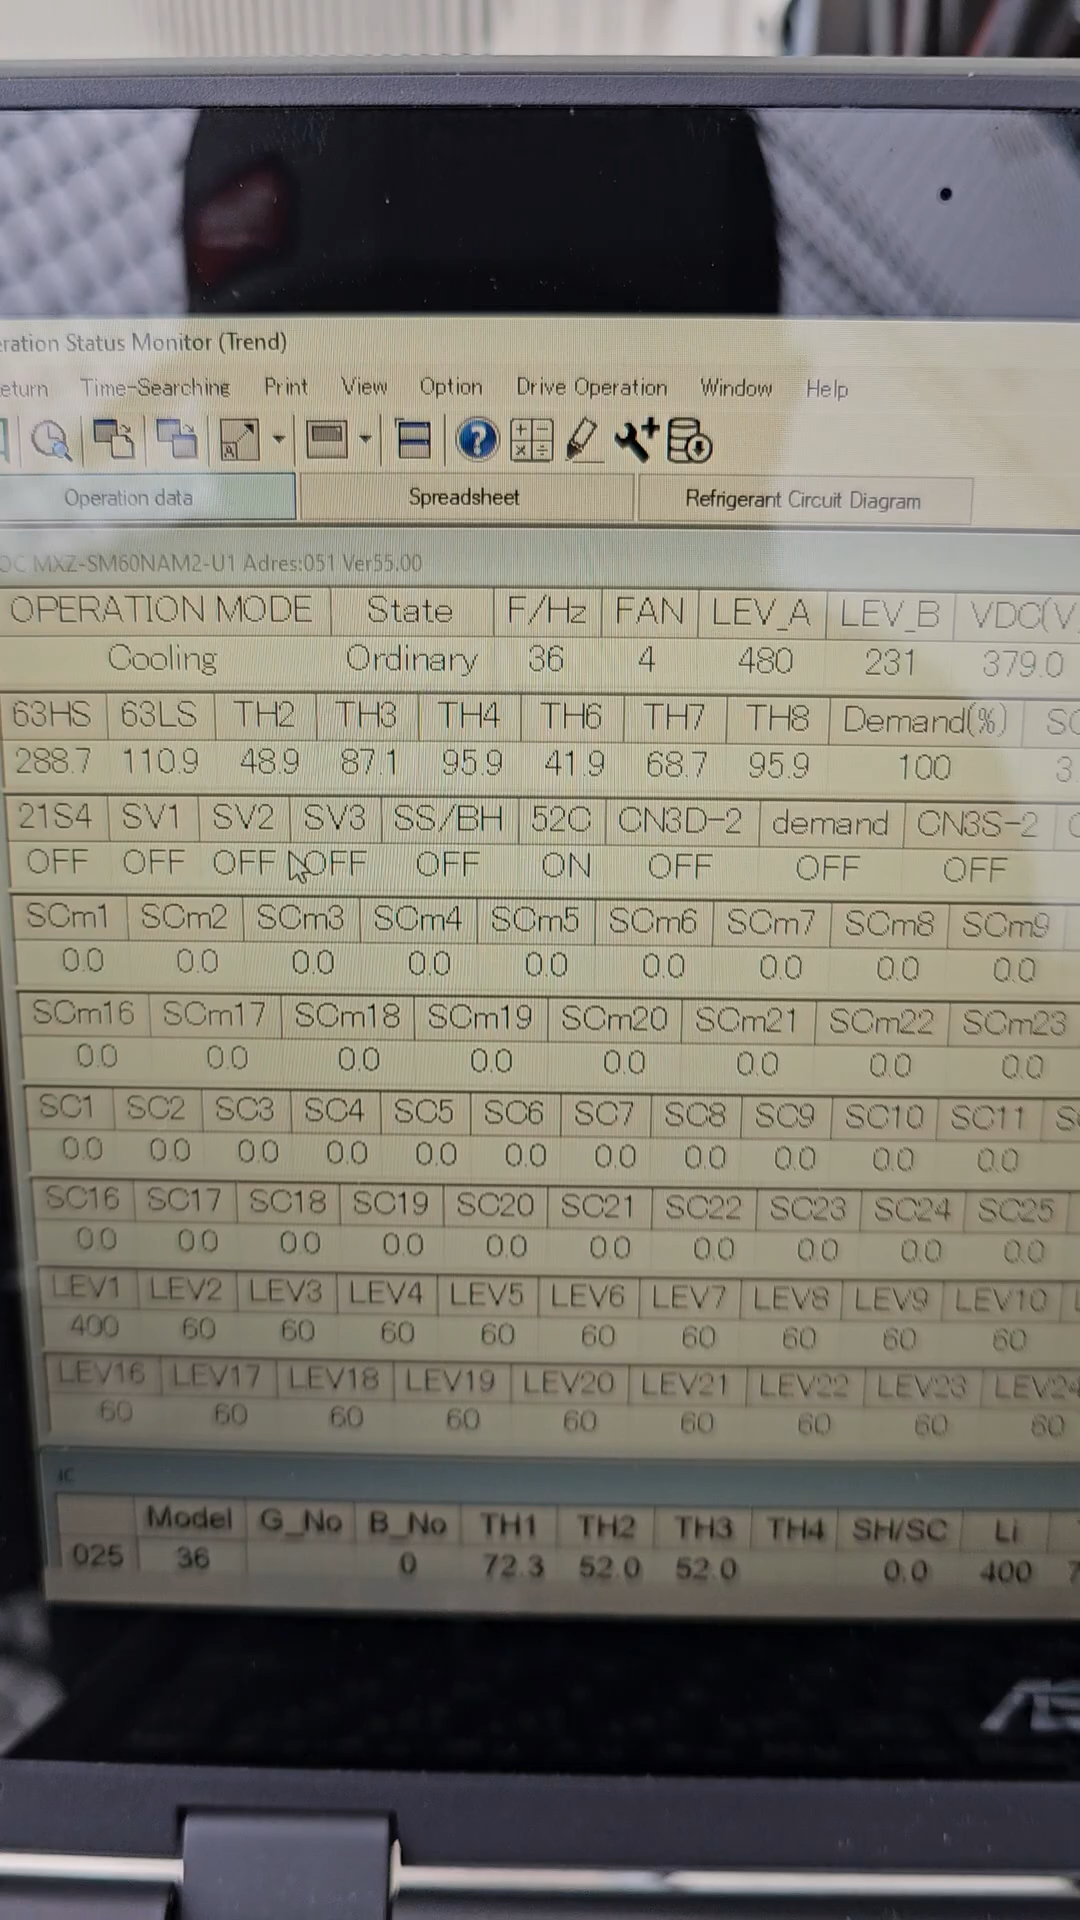 eration Status Monitor (Trend)
eturn Time-Searching Print View Option Drive Operation Window Help
Operation data Spreadsheet Refrigerant Circuit Diagram
OC MXZ-SM60NAM2-U1 Adres:051 Ver55.00
OPERATION MODE State F/Hz FAN LEV_A LEV_B VDC(V
Cooling Ordinary 36 4 480 231 379.0
63HS 63LS TH2 TH3 TH4 TH6 TH7 TH8 Demand(%) SC
288.7 110.9 48.9 87.1 95.9 41.9 68.7 95.9 100 3.
21S4 SV1 SV2 SV3 SS/BH 52C CN3D-2 demand CN3S-2 C
OFF OFF OFF OFF OFF ON OFF OFF OFF
SCm1 SCm2 SCm3 SCm4 SCm5 SCm6 SCm7 SCm8 SCm9
0.0 0.0 0.0 0.0 0.0 0.0 0.0 0.0 0.0
SCm16 SCm17 SCm18 SCm19 SCm20 SCm21 SCm22 SCm23
0.0 0.0 0.0 0.0 0.0 0.0 0.0 0.0
SC1 SC2 SC3 SC4 SC5 SC6 SC7 SC8 SC9 SC10 SC11 S
0.0 0.0 0.0 0.0 0.0 0.0 0.0 0.0 0.0 0.0 0.0
SC16 SC17 SC18 SC19 SC20 SC21 SC22 SC23 SC24 SC25
0.0 0.0 0.0 0.0 0.0 0.0 0.0 0.0 0.0 0.0
LEV1 LEV2 LEV3 LEV4 LEV5 LEV6 LEV7 LEV8 LEV9 LEV10 L
400 60 60 60 60 60 60 60 60 60
LEV16 LEV17 LEV18 LEV19 LEV20 LEV21 LEV22 LEV23 LEV24
60 60 60 60 60 60 60 60 60
IC
Model G_No B_No TH1 TH2 TH3 TH4 SH/SC Li
025 36 0 72.3 52.0 52.0 0.0 400 7